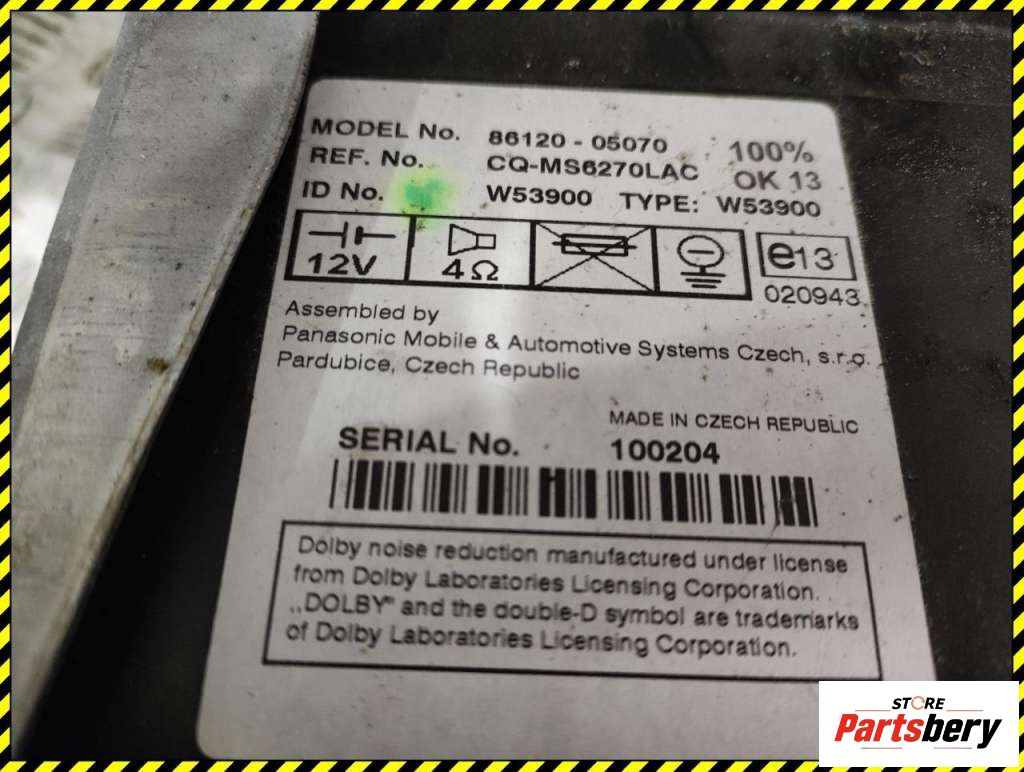 MODEL No. 86120 - 05070 100%
REF. No. CQ-MS6270LAC OK 13
ID No. W53900 TYPE: W53900
12V 4Ω e13
020943
Assembled by
Panasonic Mobile & Automotive Systems Czech, s.r.o.
Pardubice, Czech Republic
MADE IN CZECH REPUBLIC
SERIAL No. 100204
Dolby noise reduction manufactured under license
from Dolby Laboratories Licensing Corporation.
„DOLBY" and the double-D symbol are trademarks
of Dolby Laboratories Licensing Corporation.
STORE
Partsbery